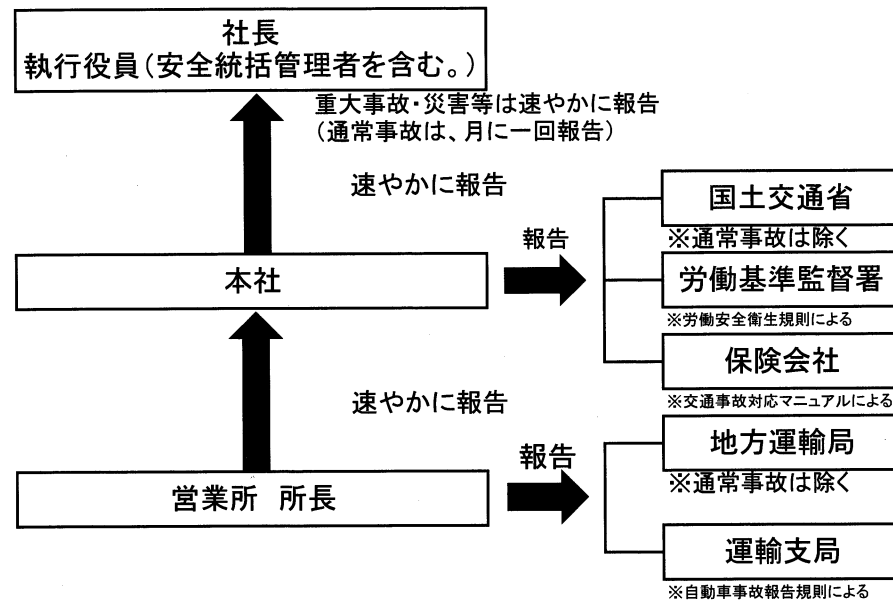 社長
執行役員(安全統括管理者を含む。)
重大事故・災害等は速やかに報告
(通常事故は、月に一回報告)
速やかに報告
国土交通省
※通常事故は除く
報告
本社
労働基準監督署
※労働安全衛生規則による
保険会社
※交通事故対応マニュアルによる
速やかに報告
地方運輸局
※通常事故は除く
報告
営業所 所長
運輸支局
※自動車事故報告規則による